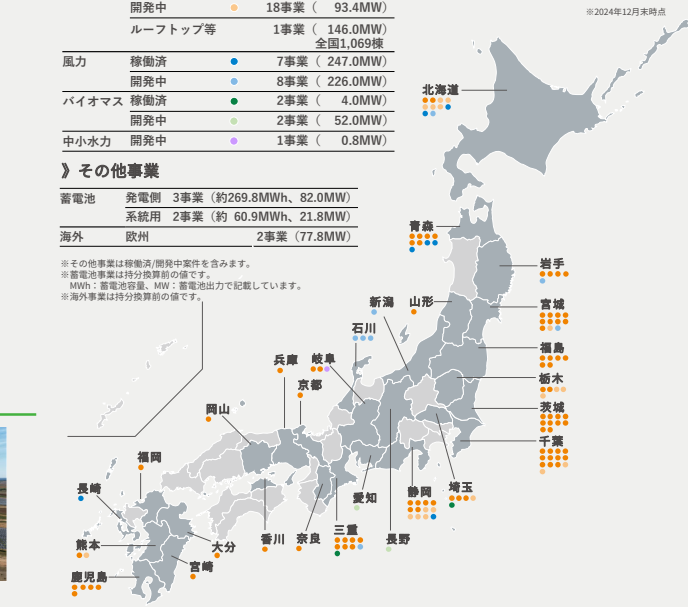 開発中 18事業（ 93.4MW）
※2024年12月末時点
ルーフトップ等 1事業（ 146.0MW）
全国1,069棟
風力 稼働済 7事業（ 247.0MW）
開発中 8事業（ 226.0MW）
バイオマス 稼働済 2事業（ 4.0MW）
開発中 2事業（ 52.0MW）
中小水力 開発中 1事業（ 0.8MW）
》その他事業
蓄電池 発電側 3事業（約269.8MWh、82.0MW）
系統用 2事業（約 60.9MWh、21.8MW）
海外 欧州 2事業（77.8MW）
※その他事業は稼働済/開発中案件を含みます。
※蓄電池事業は持分換算前の値です。
MWh：蓄電池容量、MW：蓄電池出力で記載しています。
※海外事業は持分換算前の値です。
北海道
青森
岩手
新潟 山形
宮城
石川
福島
兵庫 岐阜
栃木
京都
岡山
茨城
千葉
福岡
長崎
愛知
静岡
埼玉
三重
熊本
大分
香川
奈良
長野
宮崎
鹿児島